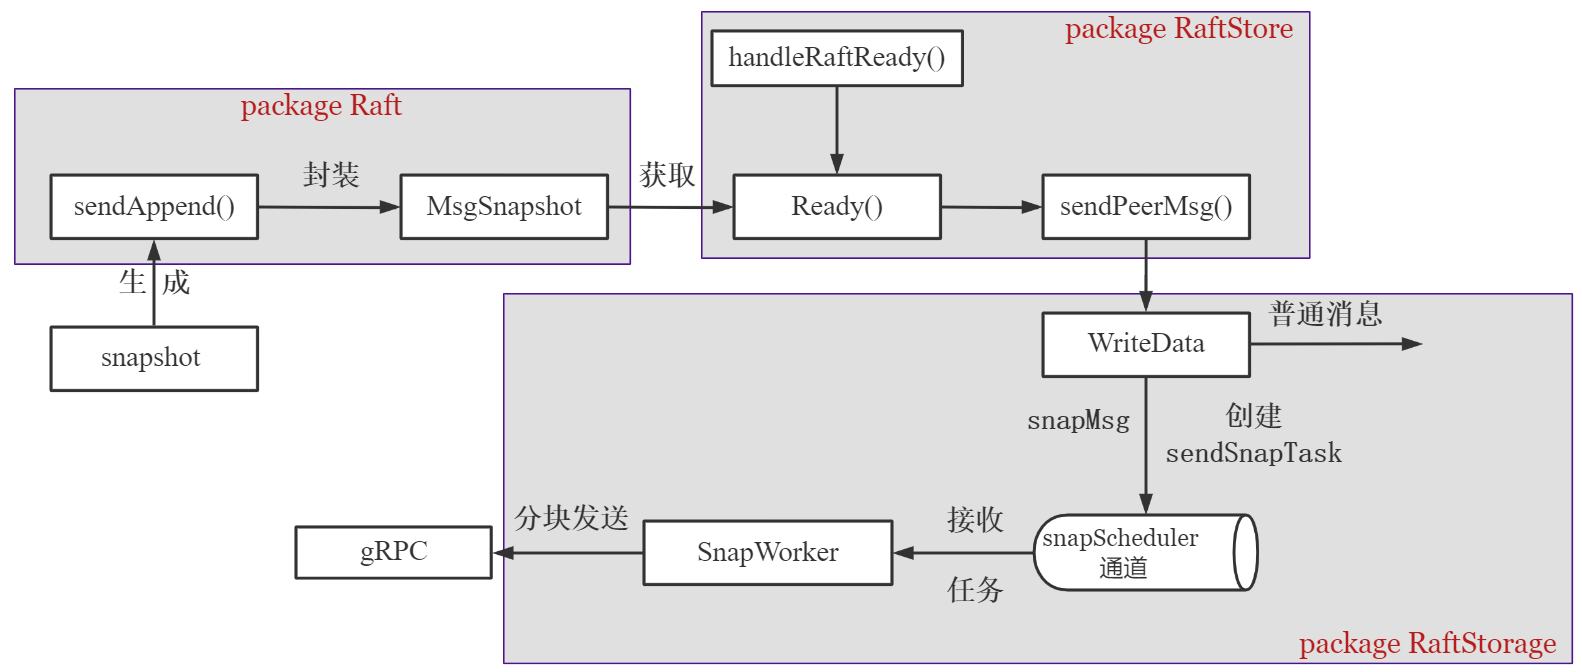 package RaftStore
handleRaftReady()
package Raft
封装
获取
sendAppend()
MsgSnapshot
Ready()
sendPeerMsg()
生 成
snapshot
普通消息
WriteData
snapMsg
创建
sendSnapTask
分块发送
接收
snapScheduler
通道
gRPC
SnapWorker
任务
package RaftStorage